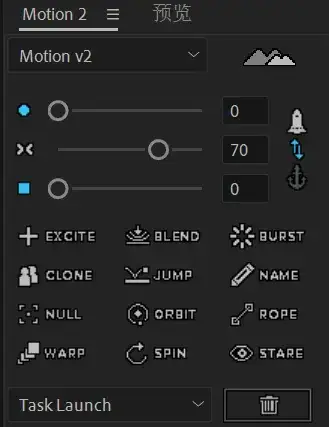 Motion 2 预览
Motion v2
0
70
0
EXCITE BLEND BURST
CLONE JUMP NAME
NULL ORBIT ROPE
WARP SPIN STARE
Task Launch